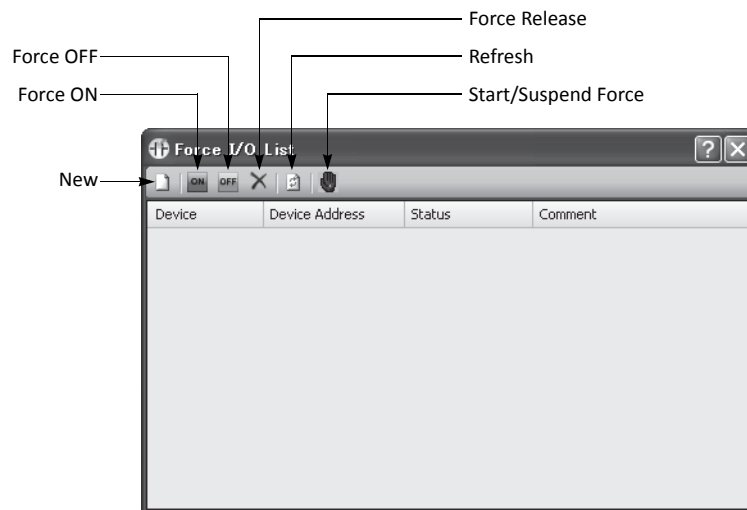 Force Release
Force OFF
Refresh
Force ON
Start/Suspend Force
Force I/O List
?
New
ON OFF
Device Device Address Status Comment